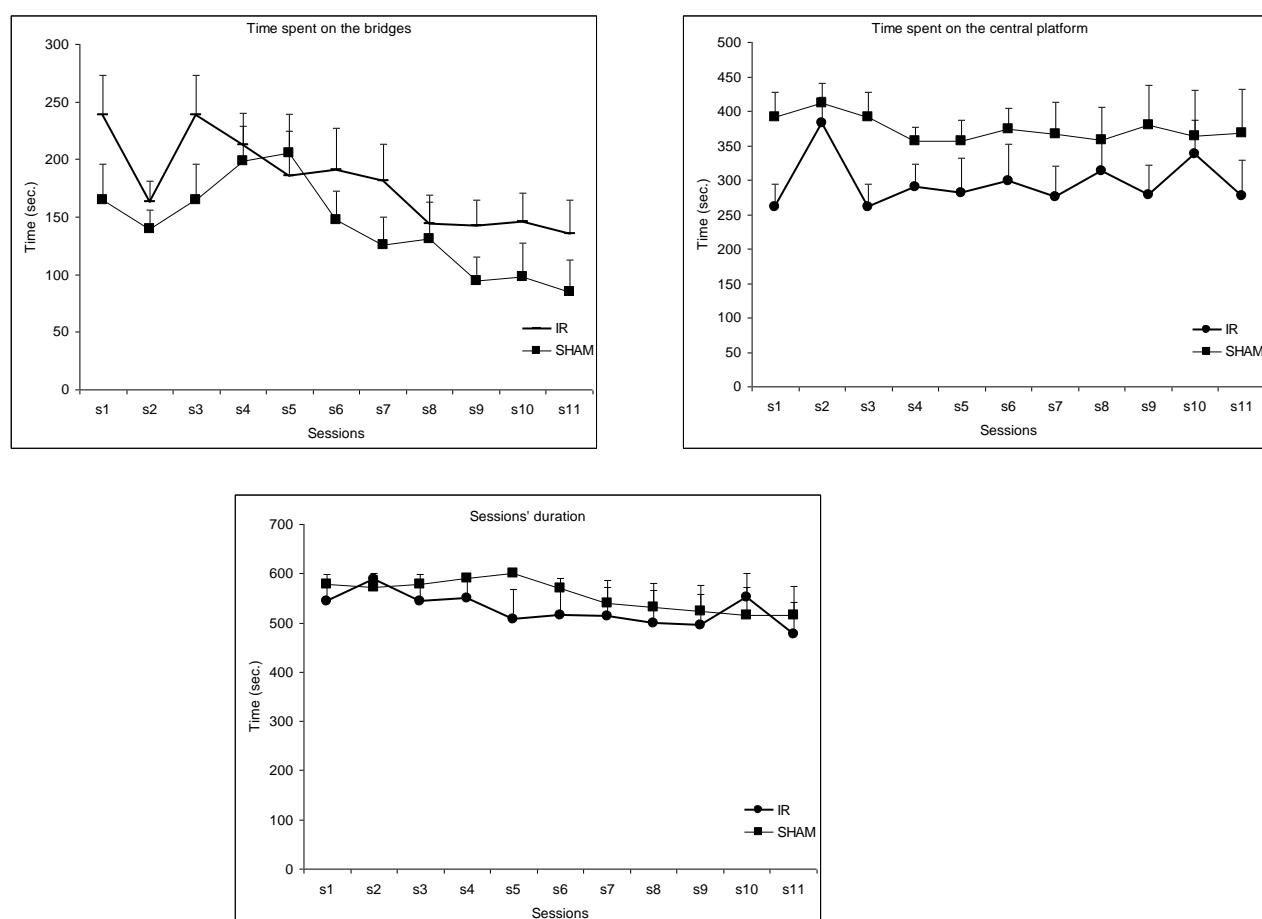 Time spent on the bridges
300
250
200
150
100
50
0
Time (sec.)
s1 s2 s3 s4 s5 s6 s7 s8 s9 s10 s11
Sessions
IR
SHAM
Time spent on the central platform
500
450
400
350
300
250
200
150
100
50
0
Time (sec.)
s1 s2 s3 s4 s5 s6 s7 s8 s9 s10 s11
Sessions
IR
SHAM
Sessions' duration
700
600
500
400
300
200
100
0
Time (sec.)
s1 s2 s3 s4 s5 s6 s7 s8 s9 s10 s11
Sessions
IR
SHAM